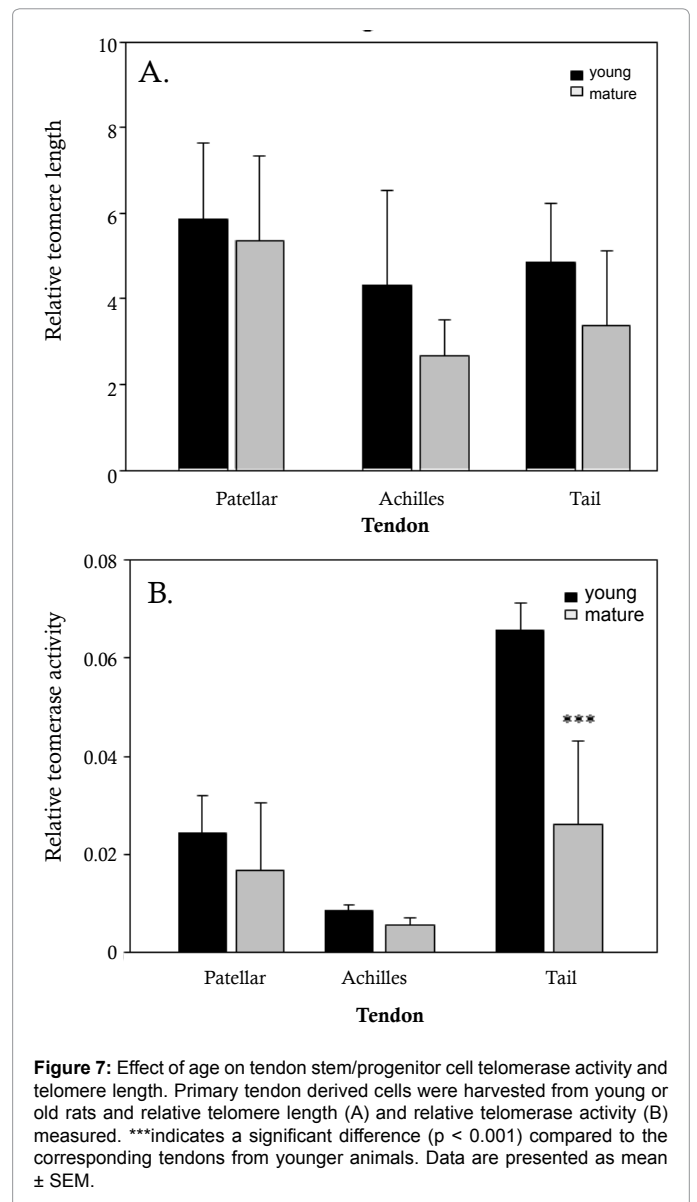 10
A.
young
mature
8
6
4
2
0
Relative teomere length
Patellar Achilles Tail
Tendon
0.08
B.
young
mature
0.06
***
0.04
0.02
0
Relative teomerase activity
Patellar Achilles Tail
Tendon
Figure 7: Effect of age on tendon stem/progenitor cell telomerase activity and
telomere length. Primary tendon derived cells were harvested from young or
old rats and relative telomere length (A) and relative telomerase activity (B)
measured. ***indicates a significant difference (p < 0.001) compared to the
corresponding tendons from younger animals. Data are presented as mean
± SEM.